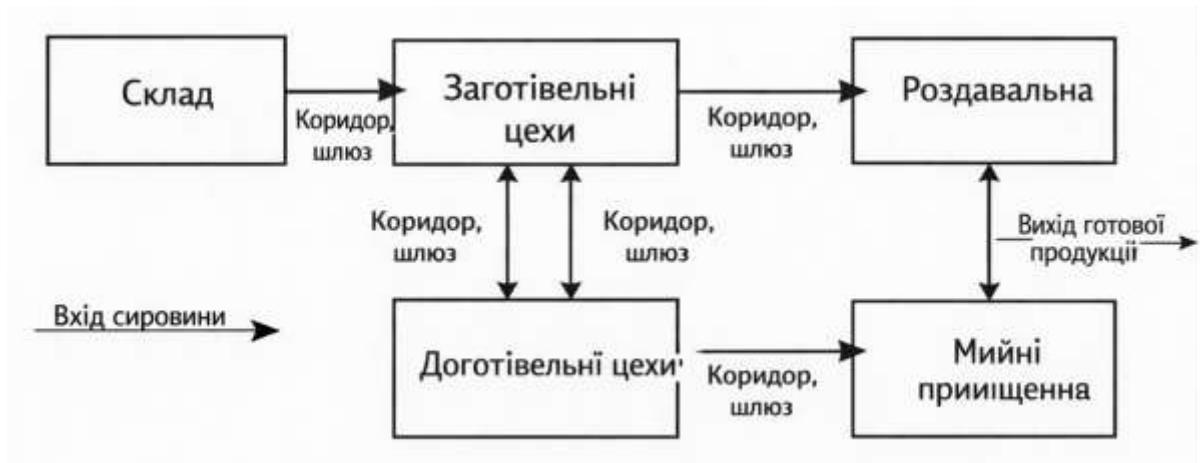 Склад
Коридор,
шлюз
Заготівельні
цехи
Коридор,
шлюз
Роздавальна
Коридор,
шлюз
Коридор,
шлюз
Вихід готової
продукції
Вхід сировини
Доготівельнї цехи
Коридор,
шлюз
Мийні
прииіщення